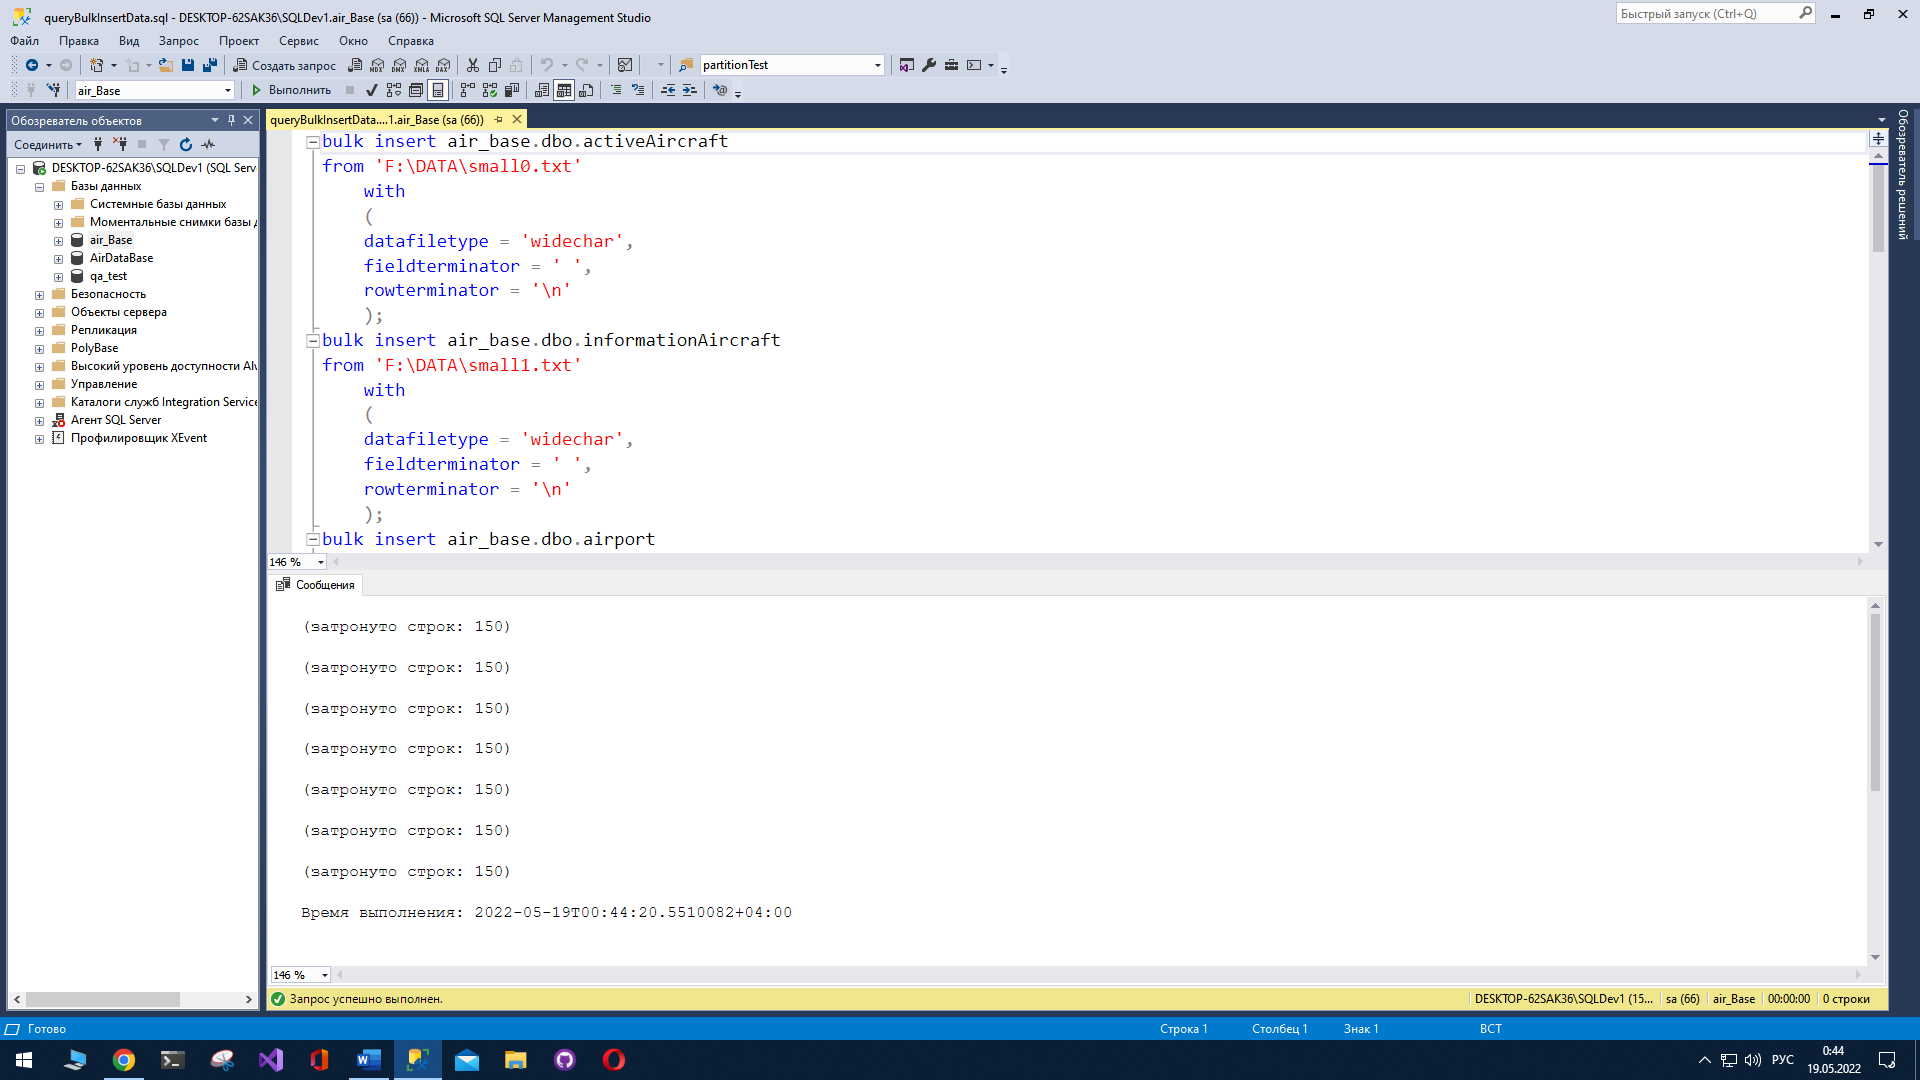 queryBulkInsertData.sql - DESKTOP-62SAK36\SQLDev1.air_Base (sa (66)) - Microsoft SQL Server Management Studio
Быстрый запуск (Ctrl+Q)
Файл Правка Вид Запрос Проект Сервис Окно Справка
Создать запрос
MDX DMX XMLA DAX
partitionTest
air_Base
Выполнить
Обозреватель объектов
Соединить
DESKTOP-62SAK36\SQLDev1 (SQL Serv
Базы данных
Системные базы данных
Моментальные снимки базы д
air_Base
AirDataBase
qa_test
Безопасность
Объекты сервера
Репликация
PolyBase
Высокий уровень доступности Alw
Управление
Каталоги служб Integration Service
Агент SQL Server
Профилировщик XEvent
queryBulkInsertData....1.air_Base (sa (66))
bulk insert air_base.dbo.activeAircraft
from 'F:\DATA\small0.txt'
with
(
datafiletype = 'widechar',
fieldterminator = ' ',
rowterminator = '\n'
);
bulk insert air_base.dbo.informationAircraft
from 'F:\DATA\small1.txt'
with
(
datafiletype = 'widechar',
fieldterminator = ' ',
rowterminator = '\n'
);
bulk insert air_base.dbo.airport
146 %
Сообщения
(затронуто строк: 150)
(затронуто строк: 150)
(затронуто строк: 150)
(затронуто строк: 150)
(затронуто строк: 150)
(затронуто строк: 150)
(затронуто строк: 150)
Время выполнения: 2022-05-19T00:44:20.5510082+04:00
146 %
Запрос успешно выполнен.
DESKTOP-62SAK36\SQLDev1 (15... sa (66) air_Base 00:00:00 0 строки
Обозреватель решений
Готово
Строка 1 Столбец 1 Знак 1 ВСТ
РУС
0:44
19.05.2022